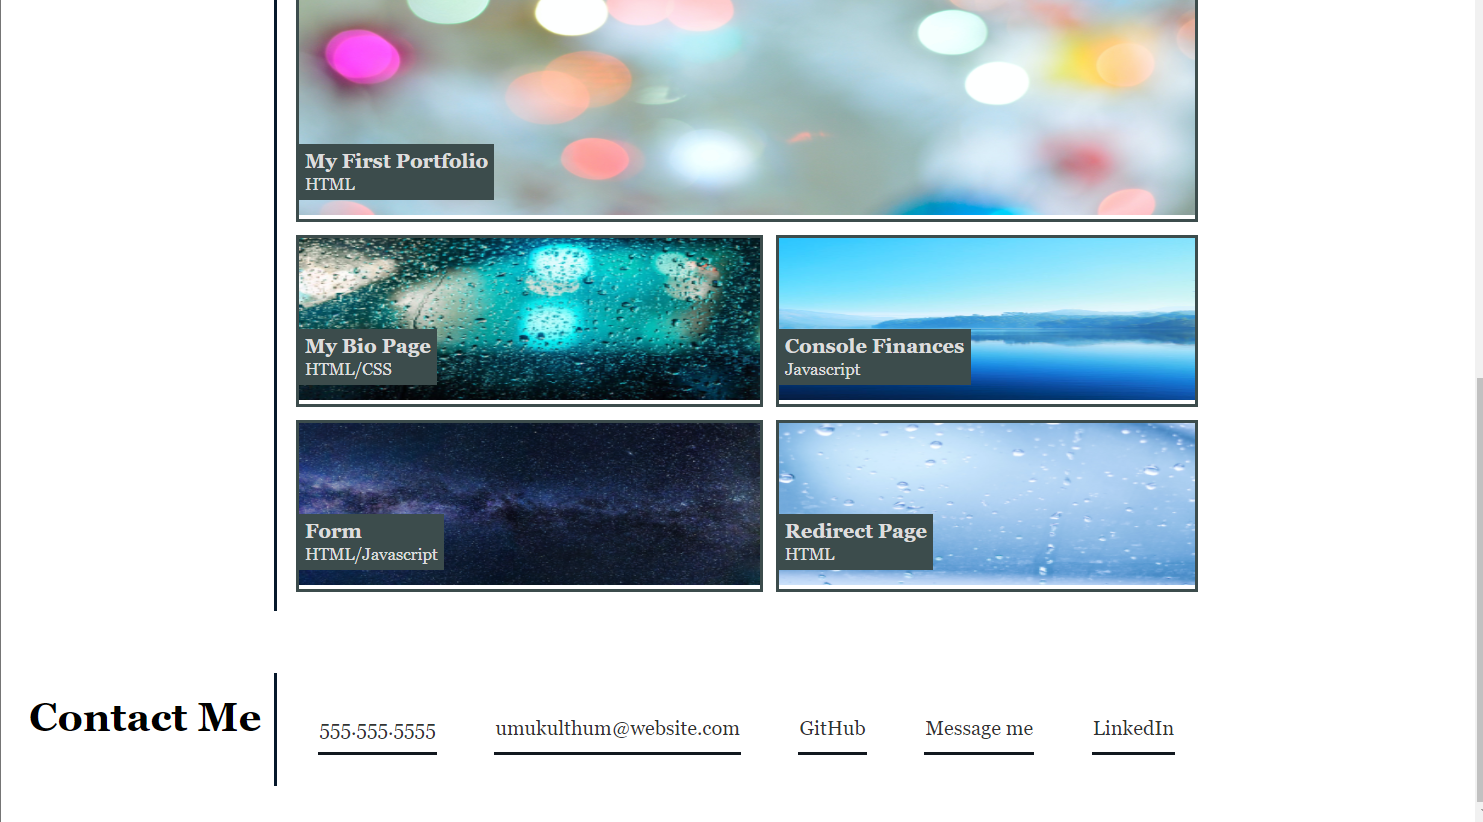 My First Portfolio
HTML
My Bio Page
HTML/CSS
Console Finances
Javascript
Form
HTML/Javascript
Redirect Page
HTML
Contact Me
555.555.5555
umukulthum@website.com
GitHub
Message me
LinkedIn